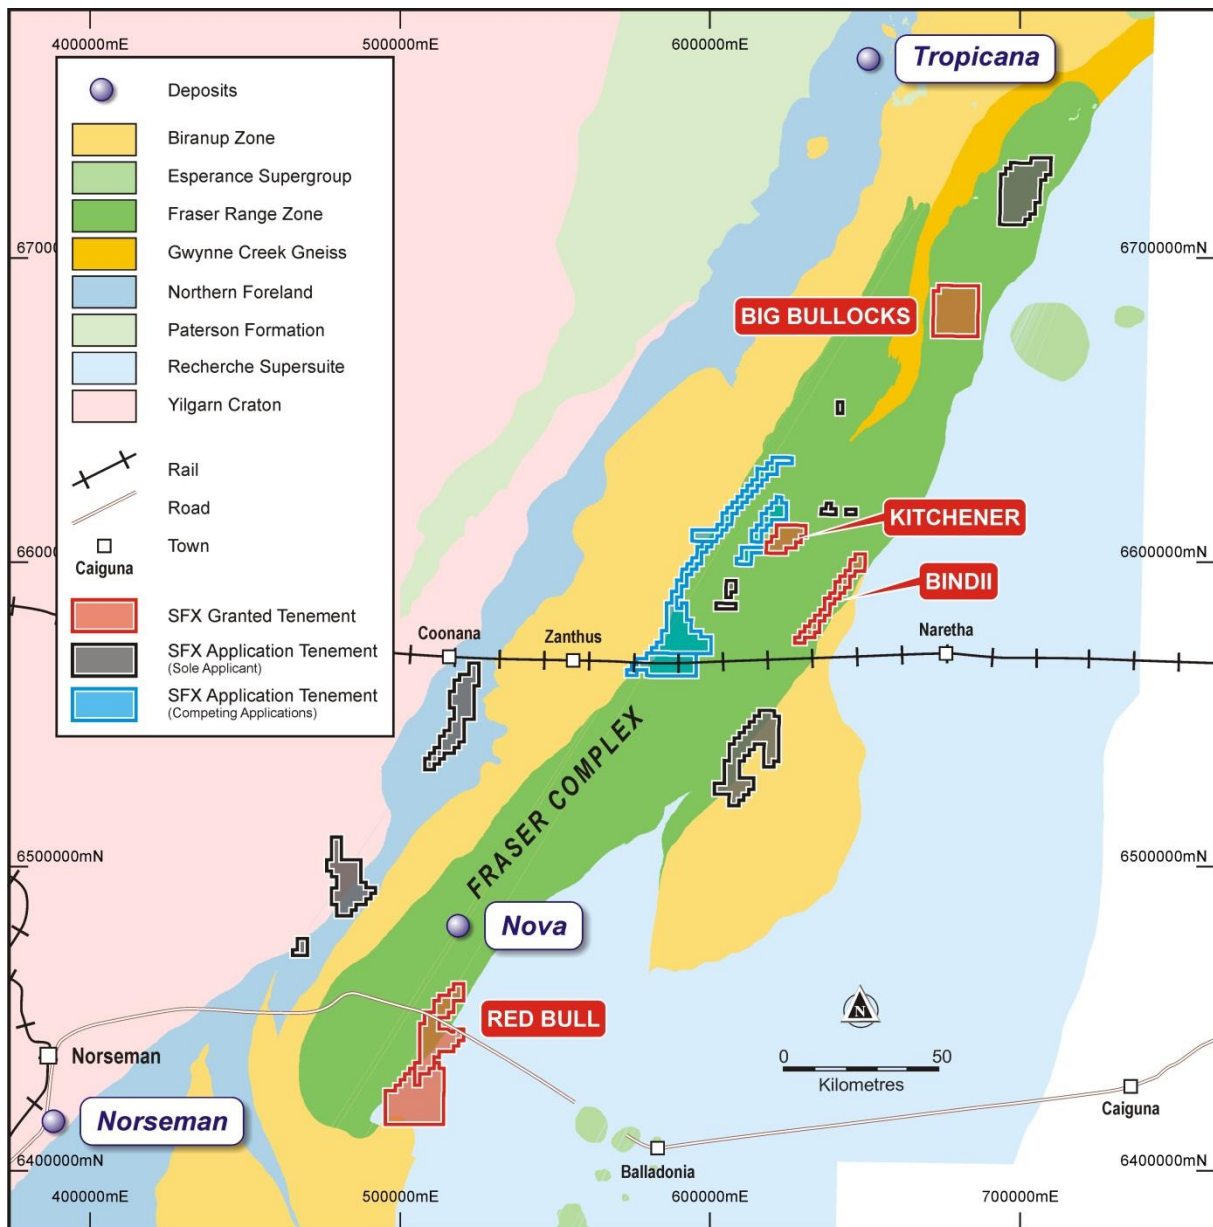 400000mE
500000mE
600000mE
700000mE
Tropicana
Deposits
Biranup Zone
Esperance Supergroup
Fraser Range Zone
Gwynne Creek Gneiss
Northern Foreland
Paterson Formation
Recherche Supersuite
Yilgarn Craton
Rail
Road
Town
Caiguna
SFX Granted Tenement
SFX Application Tenement
(Sole Applicant)
SFX Application Tenement
(Competing Applications)
67000
6700000mN
BIG BULLOCKS
KITCHENER
66000
6600000mN
BINDII
Coonana
Zanthus
Naretha
FRASER COMPLEX
6500000mN
6500000mN
Nova
RED BULL
N
0
50
Kilometres
Norseman
Norseman
Caiguna
Balladonia
6400000mN
6400000mN
400000mE
500000mE
600000mE
700000mE